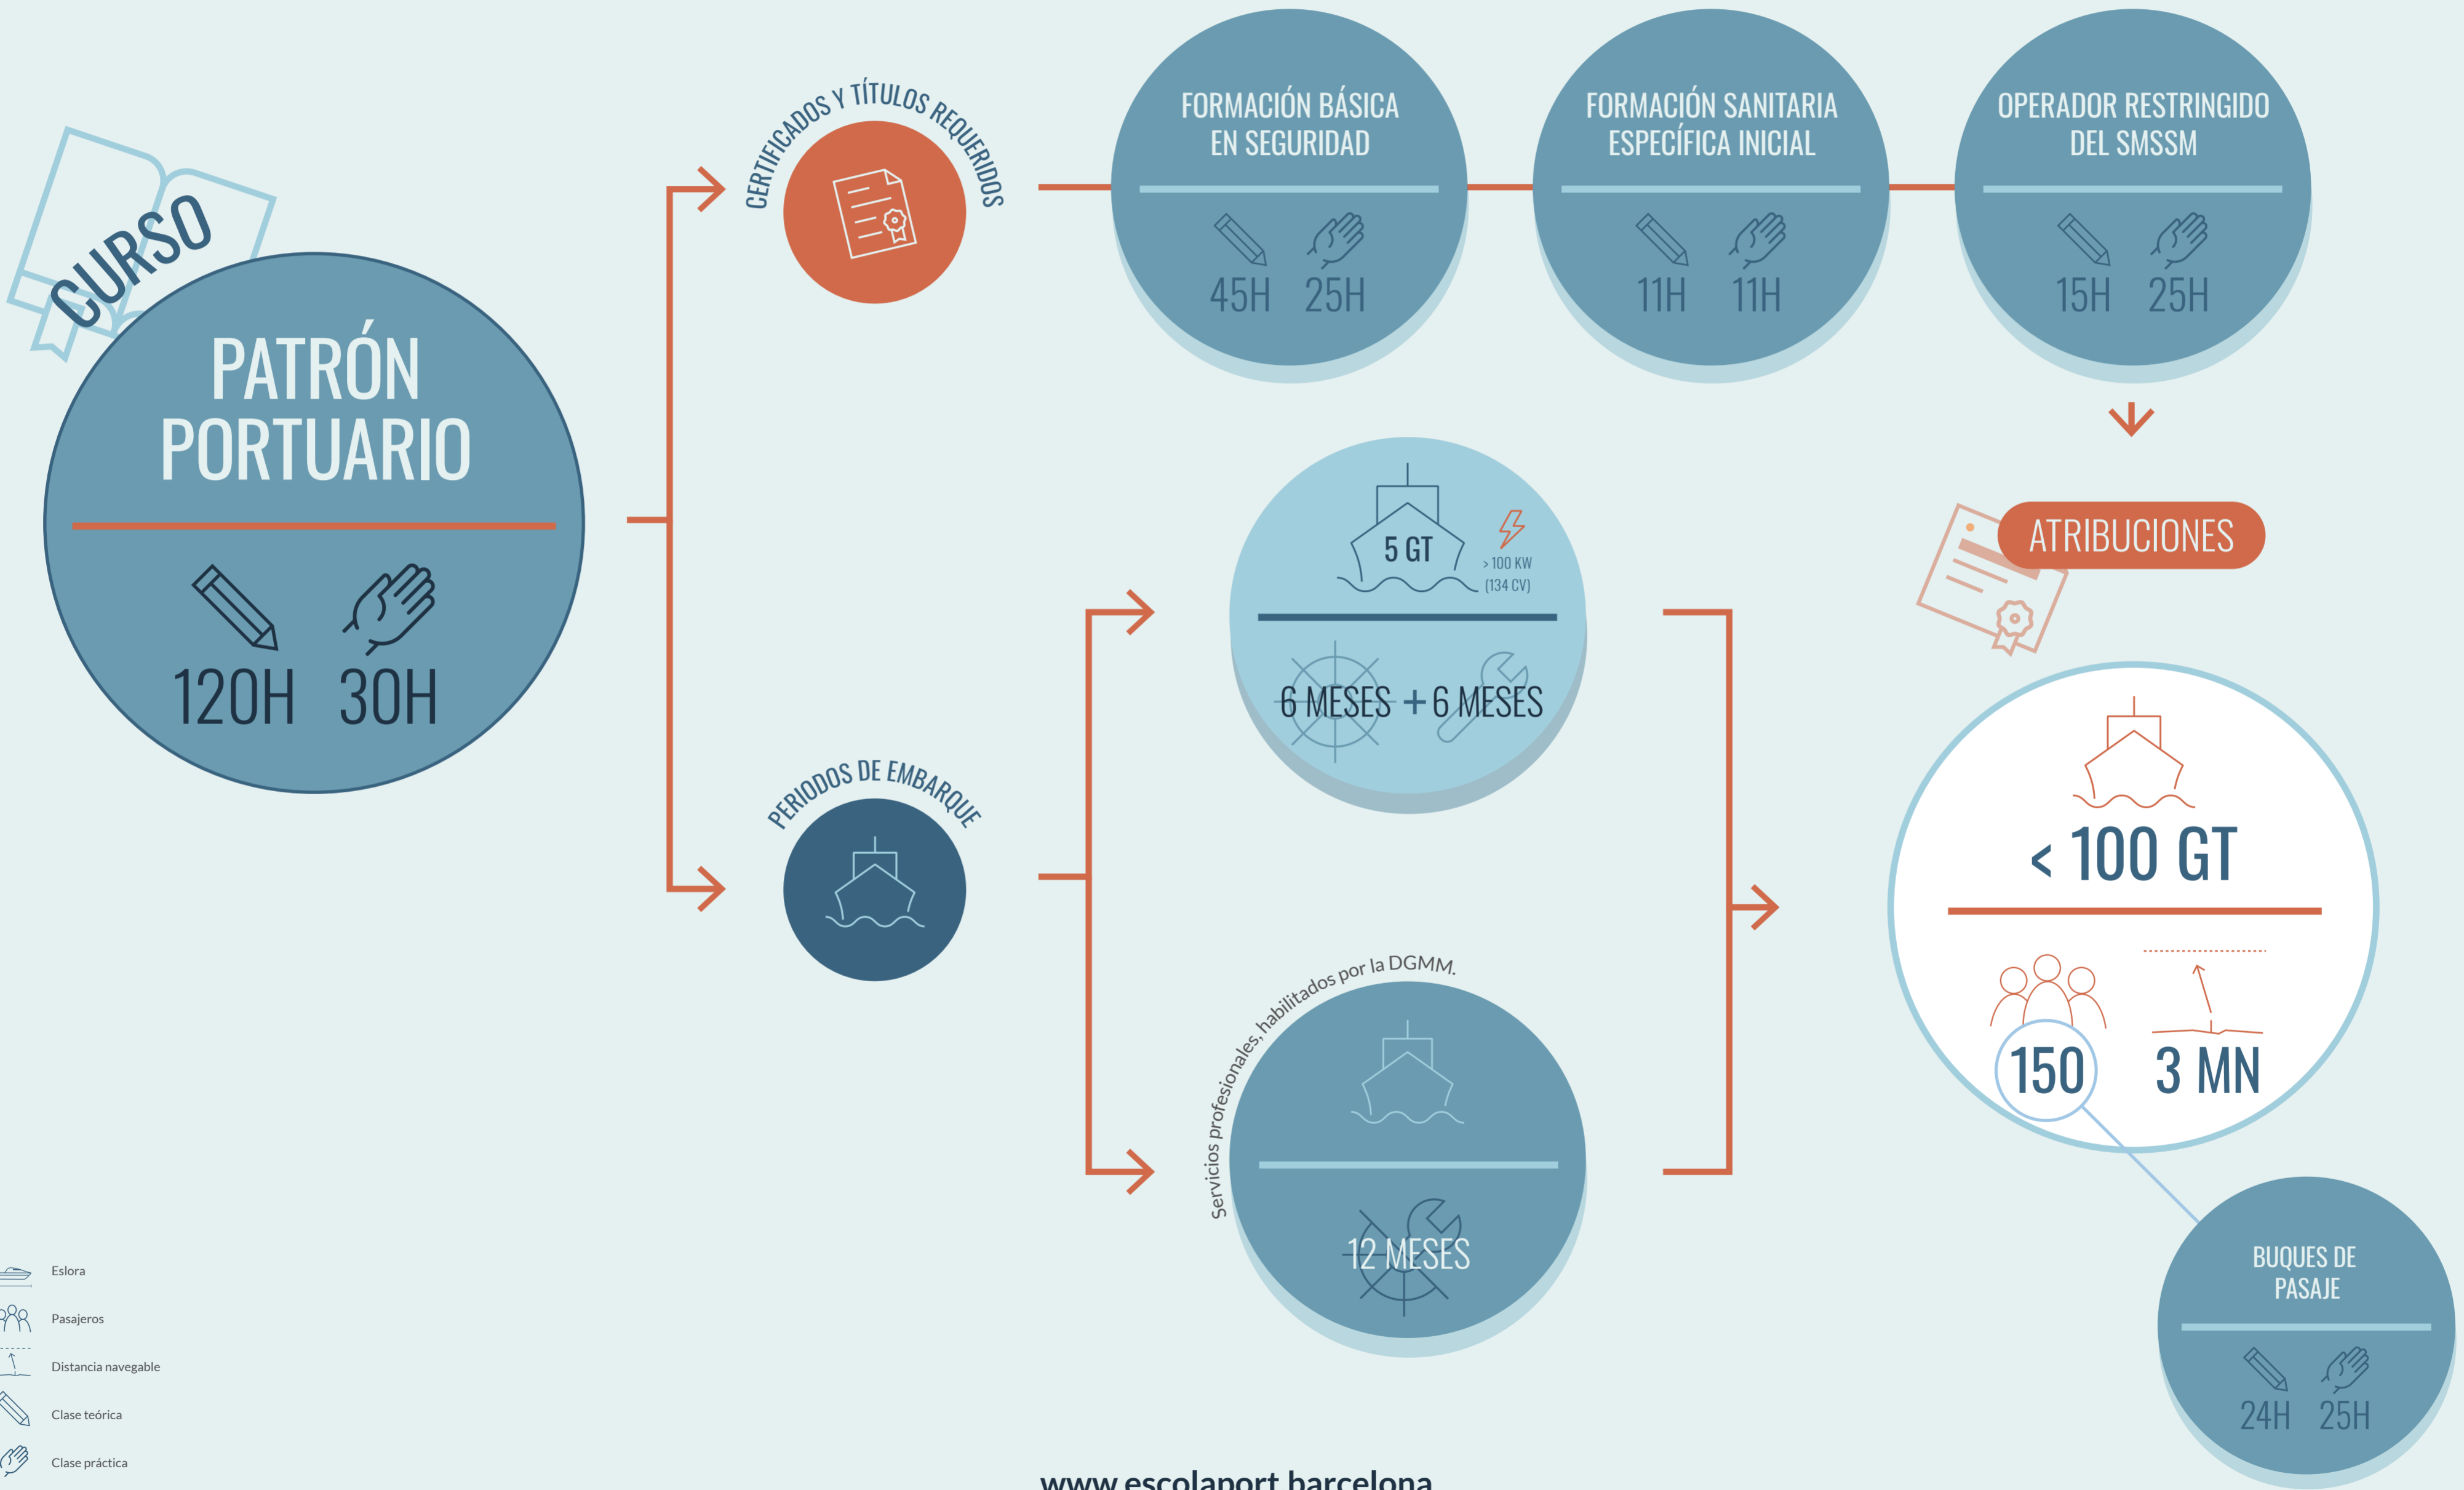 CURSO
PATRÓN
PORTUARIO
120H 30H
CERTIFICADOS Y TÍTULOS REQUERIDOS
FORMACIÓN BÁSICA
EN SEGURIDAD
45H 25H
FORMACIÓN SANITARIA
ESPECÍFICA INICIAL
11H 11H
OPERADOR RESTRINGIDO
DEL SMSSM
15H 25H
PERIODOS DE EMBARQUE
5 GT
> 100 KW
(134 CV)
6 MESES + 6 MESES
Servicios profesionales, habilitados por la DGMM.
12 MESES
ATRIBUCIONES
< 100 GT
150 3 MN
BUQUES DE
PASAJE
24H 25H
Eslora
Pasajeros
Distancia navegable
Clase teórica
Clase práctica
www.escolaport.barcelona